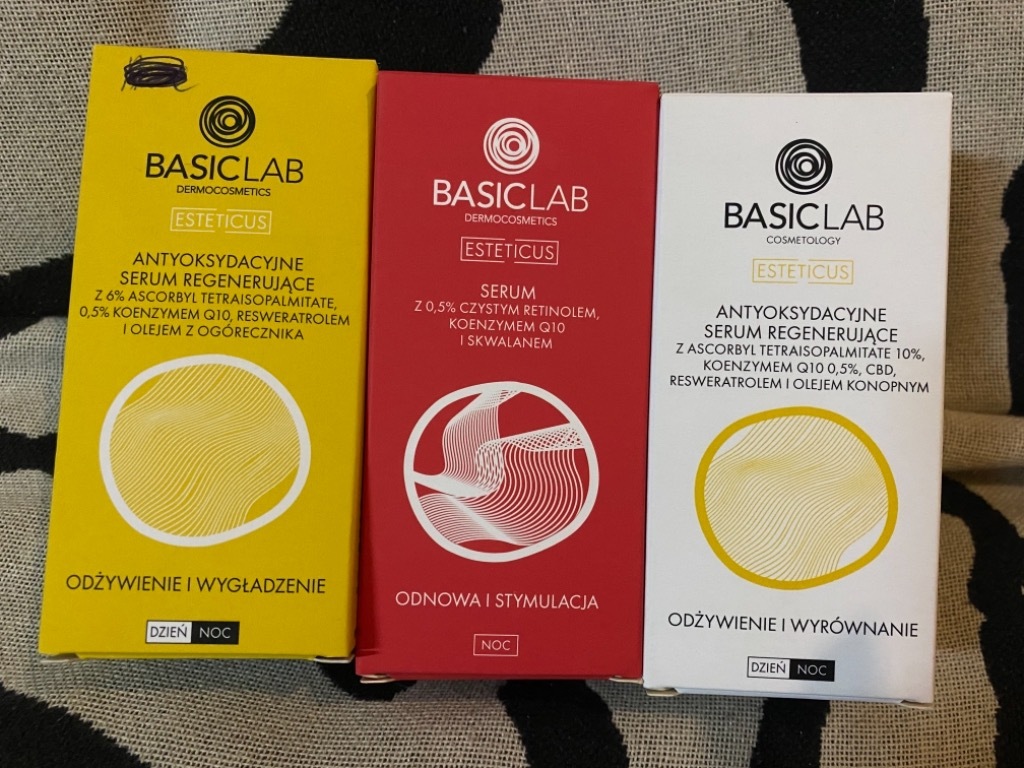 BASICLAB
DERMOCOSMETICS
ESTETICUS
ANTYOKSYDACYJNE
SERUM REGENERUJĄCE
Z 6% ASCORBYL TETRAISOPALMITATE,
0,5% KOENZYMEM Q10, RESWERATROLEM
I OLEJEM Z OGÓRECZNIKA
ODŻYWIENIE I WYGŁADZENIE
DZIEŃ NOC
BASICLAB
DERMOCOSMETICS
ESTETICUS
SERUM
Z 0,5% CZYSTYM RETINOLEM,
KOENZYMEM Q10
I SKWALANEM
ODNOWA I STYMULACJA
NOC
BASICLAB
COSMETOLOGY
ESTETICUS
ANTYOKSYDACYJNE
SERUM REGENERUJĄCE
Z ASCORBYL TETRAISOPALMITATE 10%,
KOENZYMEM Q10 0,5%, CBD,
RESWERATROLEM I OLEJEM KONOPNYM
ODŻYWIENIE I WYRÓWNANIE
DZIEŃ NOC